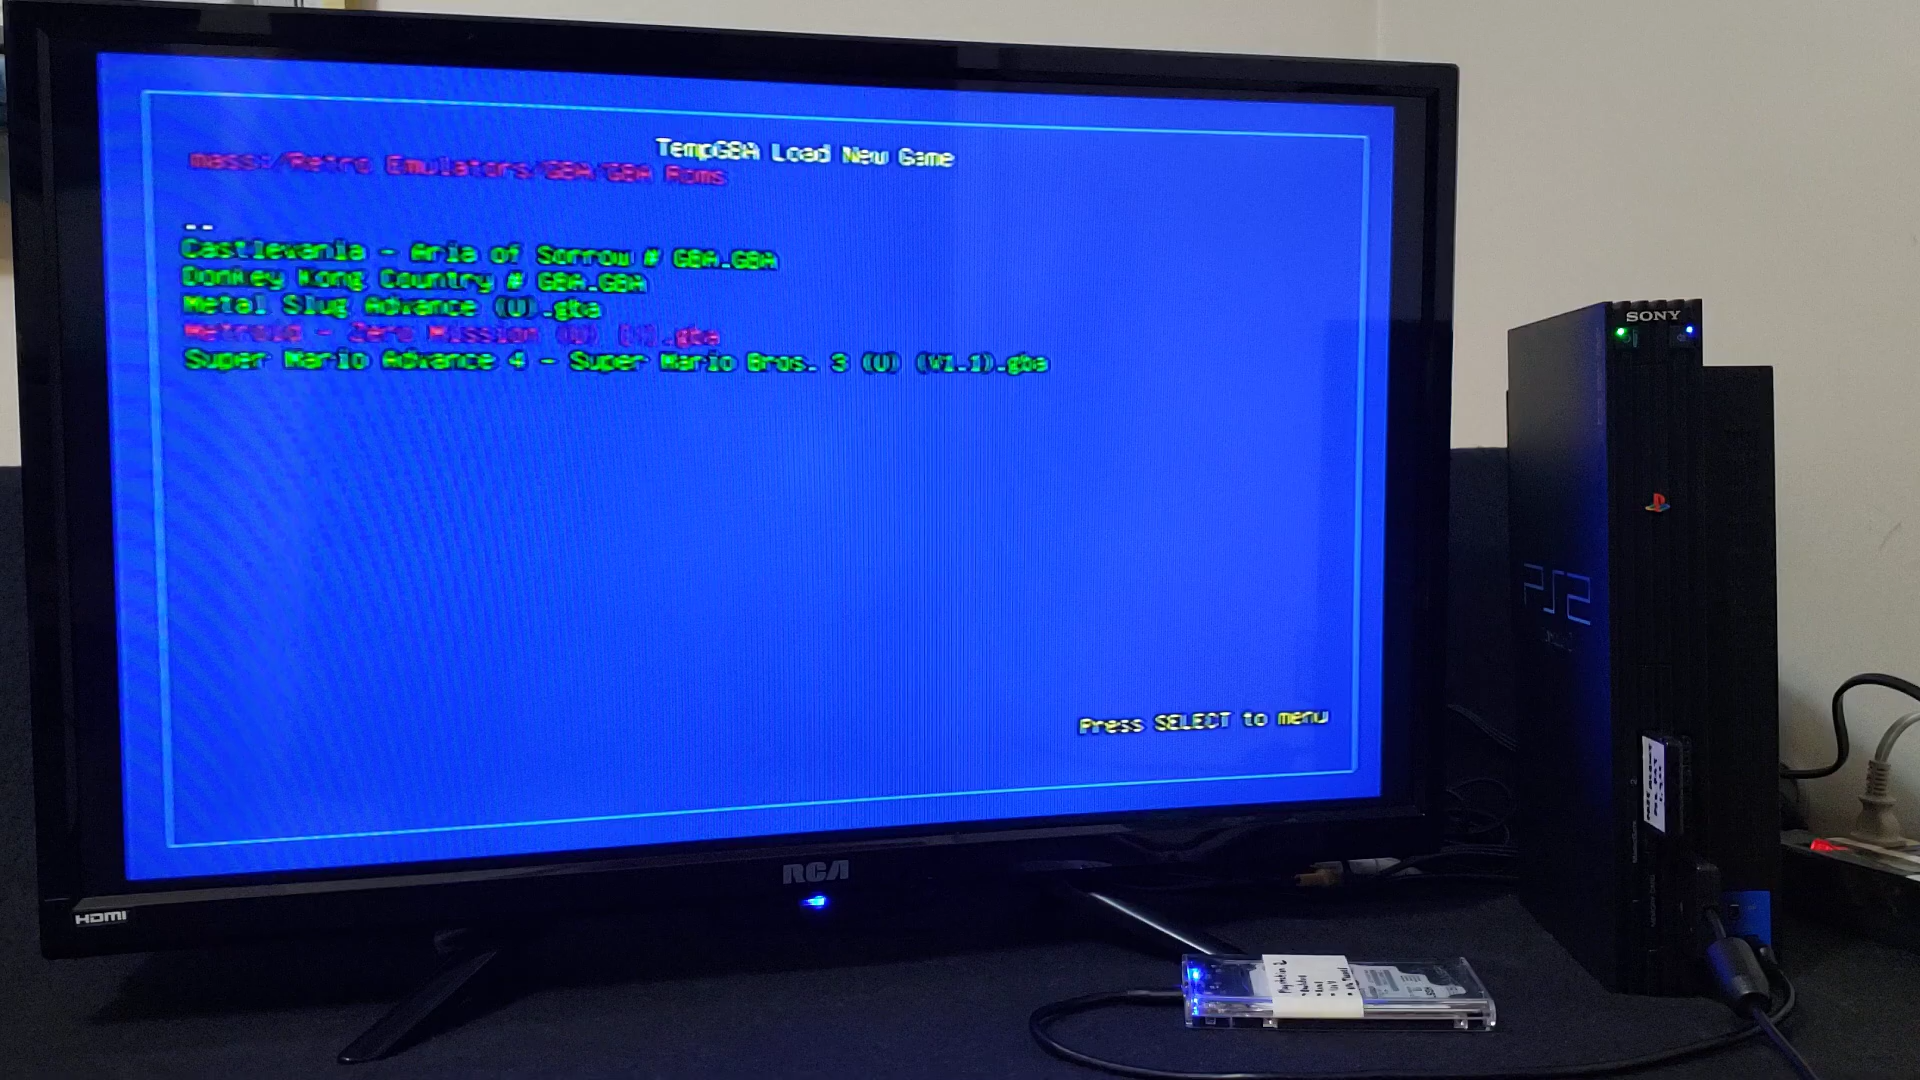 TempGBA Load New Game
mass:/Retro Emulators/GBA/GBA Roms
..
Castlevania - Aria of Sorrow # GBA.GBA
Donkey Kong Country # GBA.GBA
Metal Slug Advance (U).gba
Metroid - Zero Mission (U) [!].gba
Super Mario Advance 4 - Super Mario Bros. 3 (U) (V1.1).gba
Press SELECT to menu
RCA
HDMI
SONY
PS2
PlayStation 2